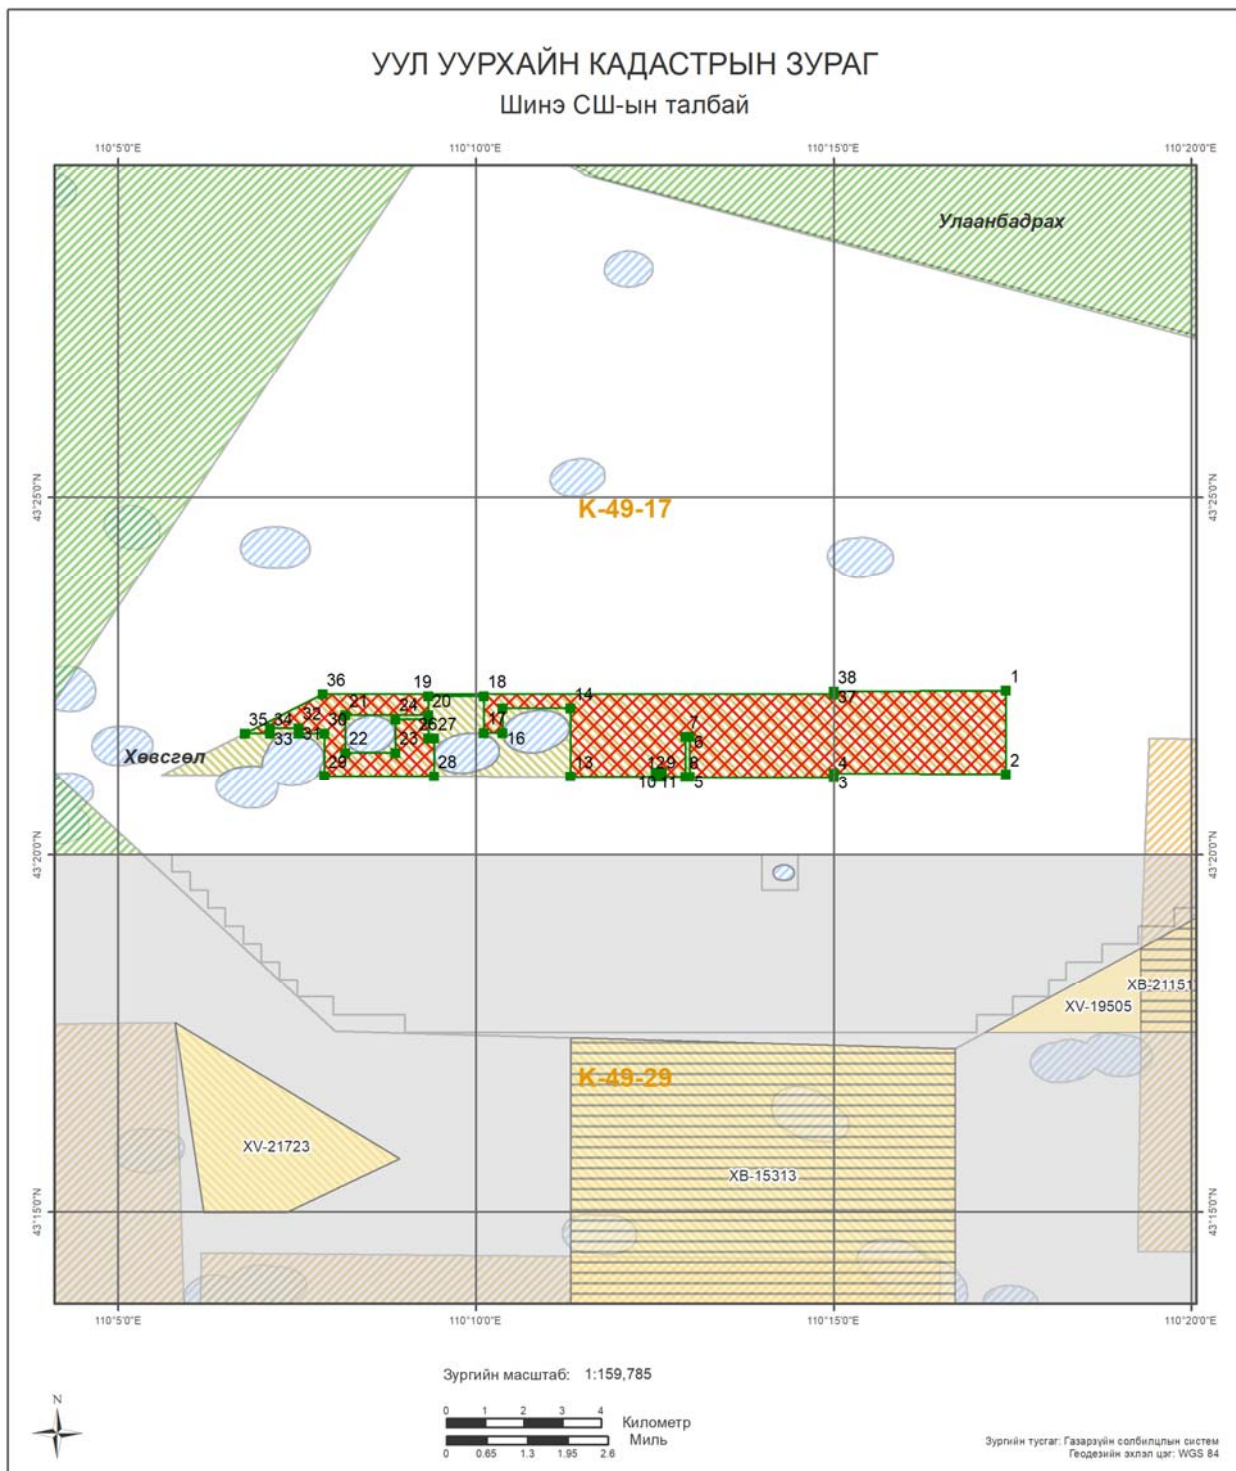 УУЛ УУРХАЙН КАДАСТРЫН ЗУРАГ
Шинэ СШ-ын талбай
110°5'0"E 110°10'0"E 110°15'0"E 110°20'0"E
Улаанбадрах
43°25'0"N 43°25'0"N
K-49-17
36 19 18 14 38 1
21 24 20 37
35 34 32 30 26 27 17 16 7
33 31 22 23 6
Хөвсгөл
29 28 13 12 9 8 4 2
10 11 5 3
43°20'0"N 43°20'0"N
XB-21151
XV-19505
K-49-29
XV-21723
XB-15313
43°15'0"N 43°15'0"N
110°5'0"E 110°10'0"E 110°15'0"E 110°20'0"E
Зургийн масштаб: 1:159,785
N
0 1 2 3 4
Километр
Миль
0 0.65 1.3 1.95 2.6
Зургийн тусгаг: Газарзүйн солбилцлын систем
Геодезийн эхлэл цэг: WGS 84